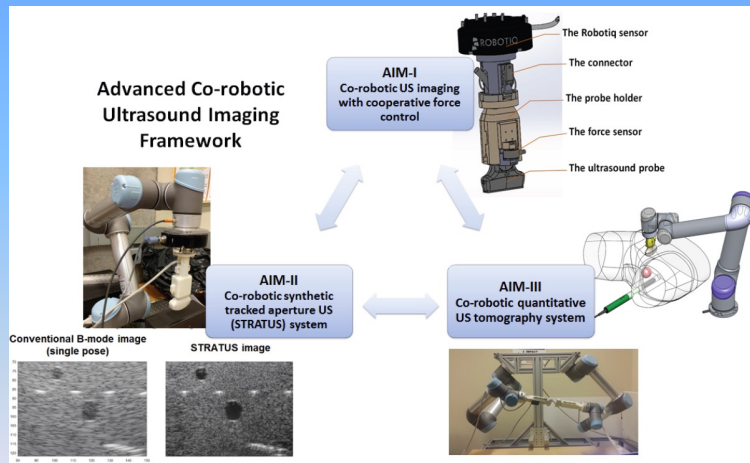 Advanced Co-robotic
Ultrasound Imaging
Framework
AIM-I
Co-robotic US imaging
with cooperative force
control
ROBOTIQ
The Robotiq sensor
The connector
The probe holder
The force sensor
The ultrasound probe
AIM-II
Co-robotic synthetic
tracked aperture US
(STRATUS) system
AIM-III
Co-robotic quantitative
US tomography system
Conventional B-mode image
(single pose)
STRATUS image